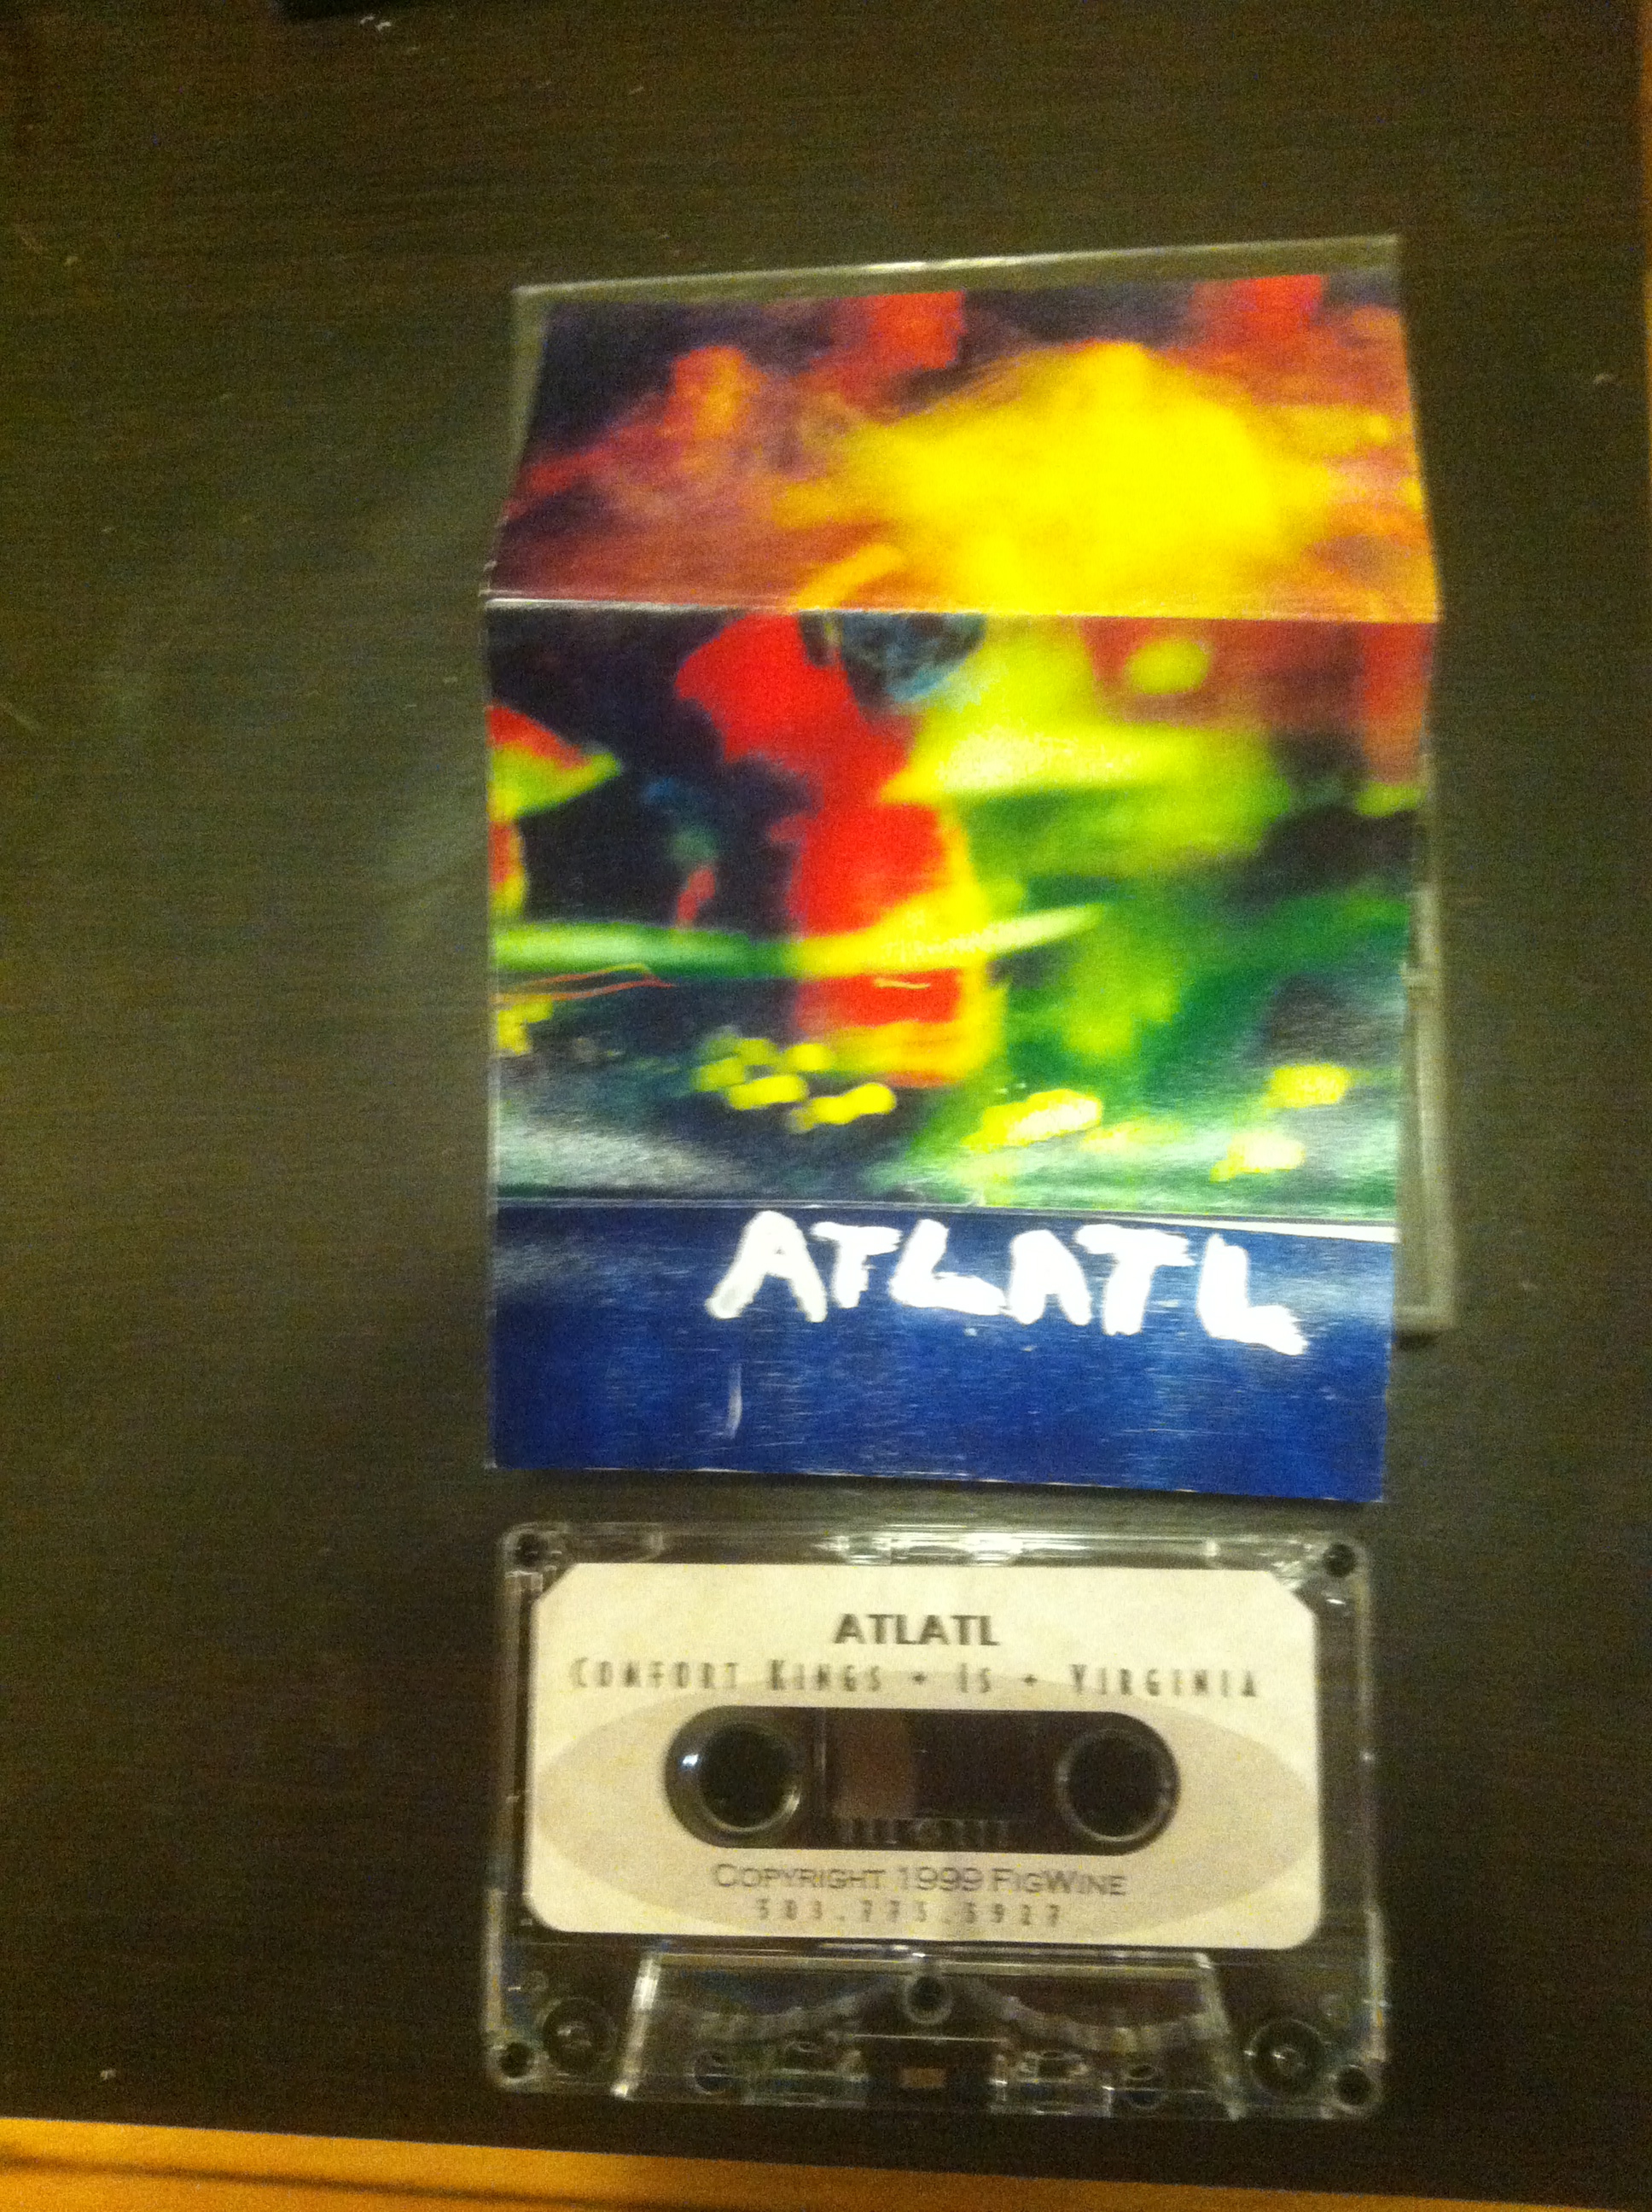 ATLATL
ATLATL
COMFORT KINGS + IS + VIRGINIA
COPYRIGHT 1999 FIGWINE